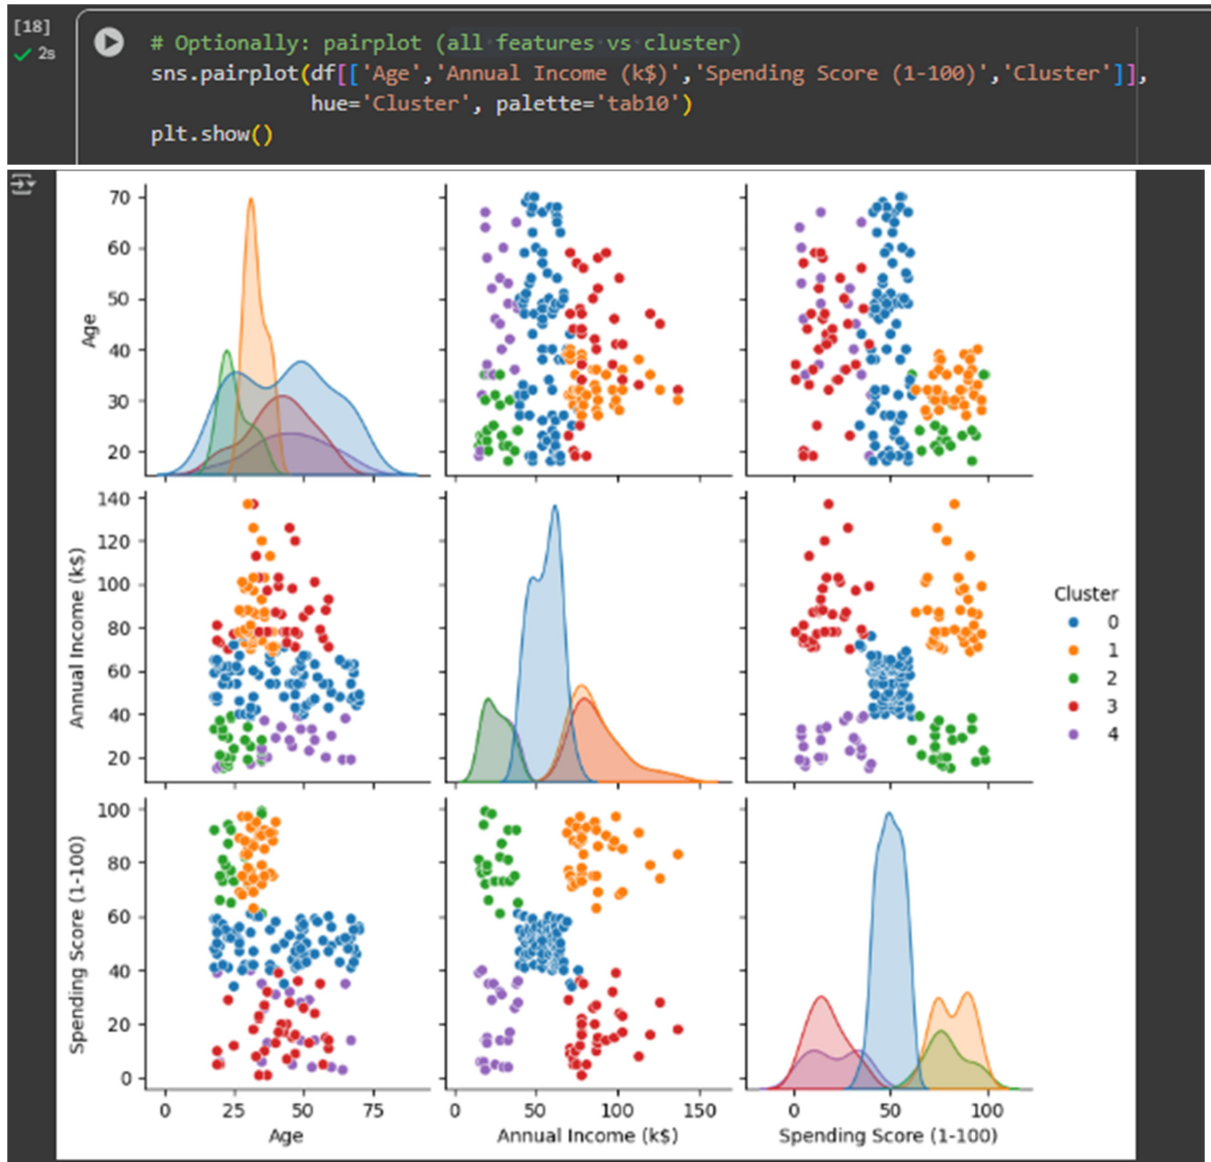 [18]
2s
# Optionally: pairplot (all features vs cluster)
sns.pairplot(df[['Age','Annual Income (k$)','Spending Score (1-100)','Cluster']],
hue='Cluster', palette='tab10')
plt.show()
70
60
50
40
30
20
Age
140
120
100
80
60
40
20
Annual Income (k$)
Cluster
0
1
2
3
4
100
80
60
40
20
0
Spending Score (1-100)
0 25 50 75
Age
0 50 100 150
Annual Income (k$)
0 50 100
Spending Score (1-100)